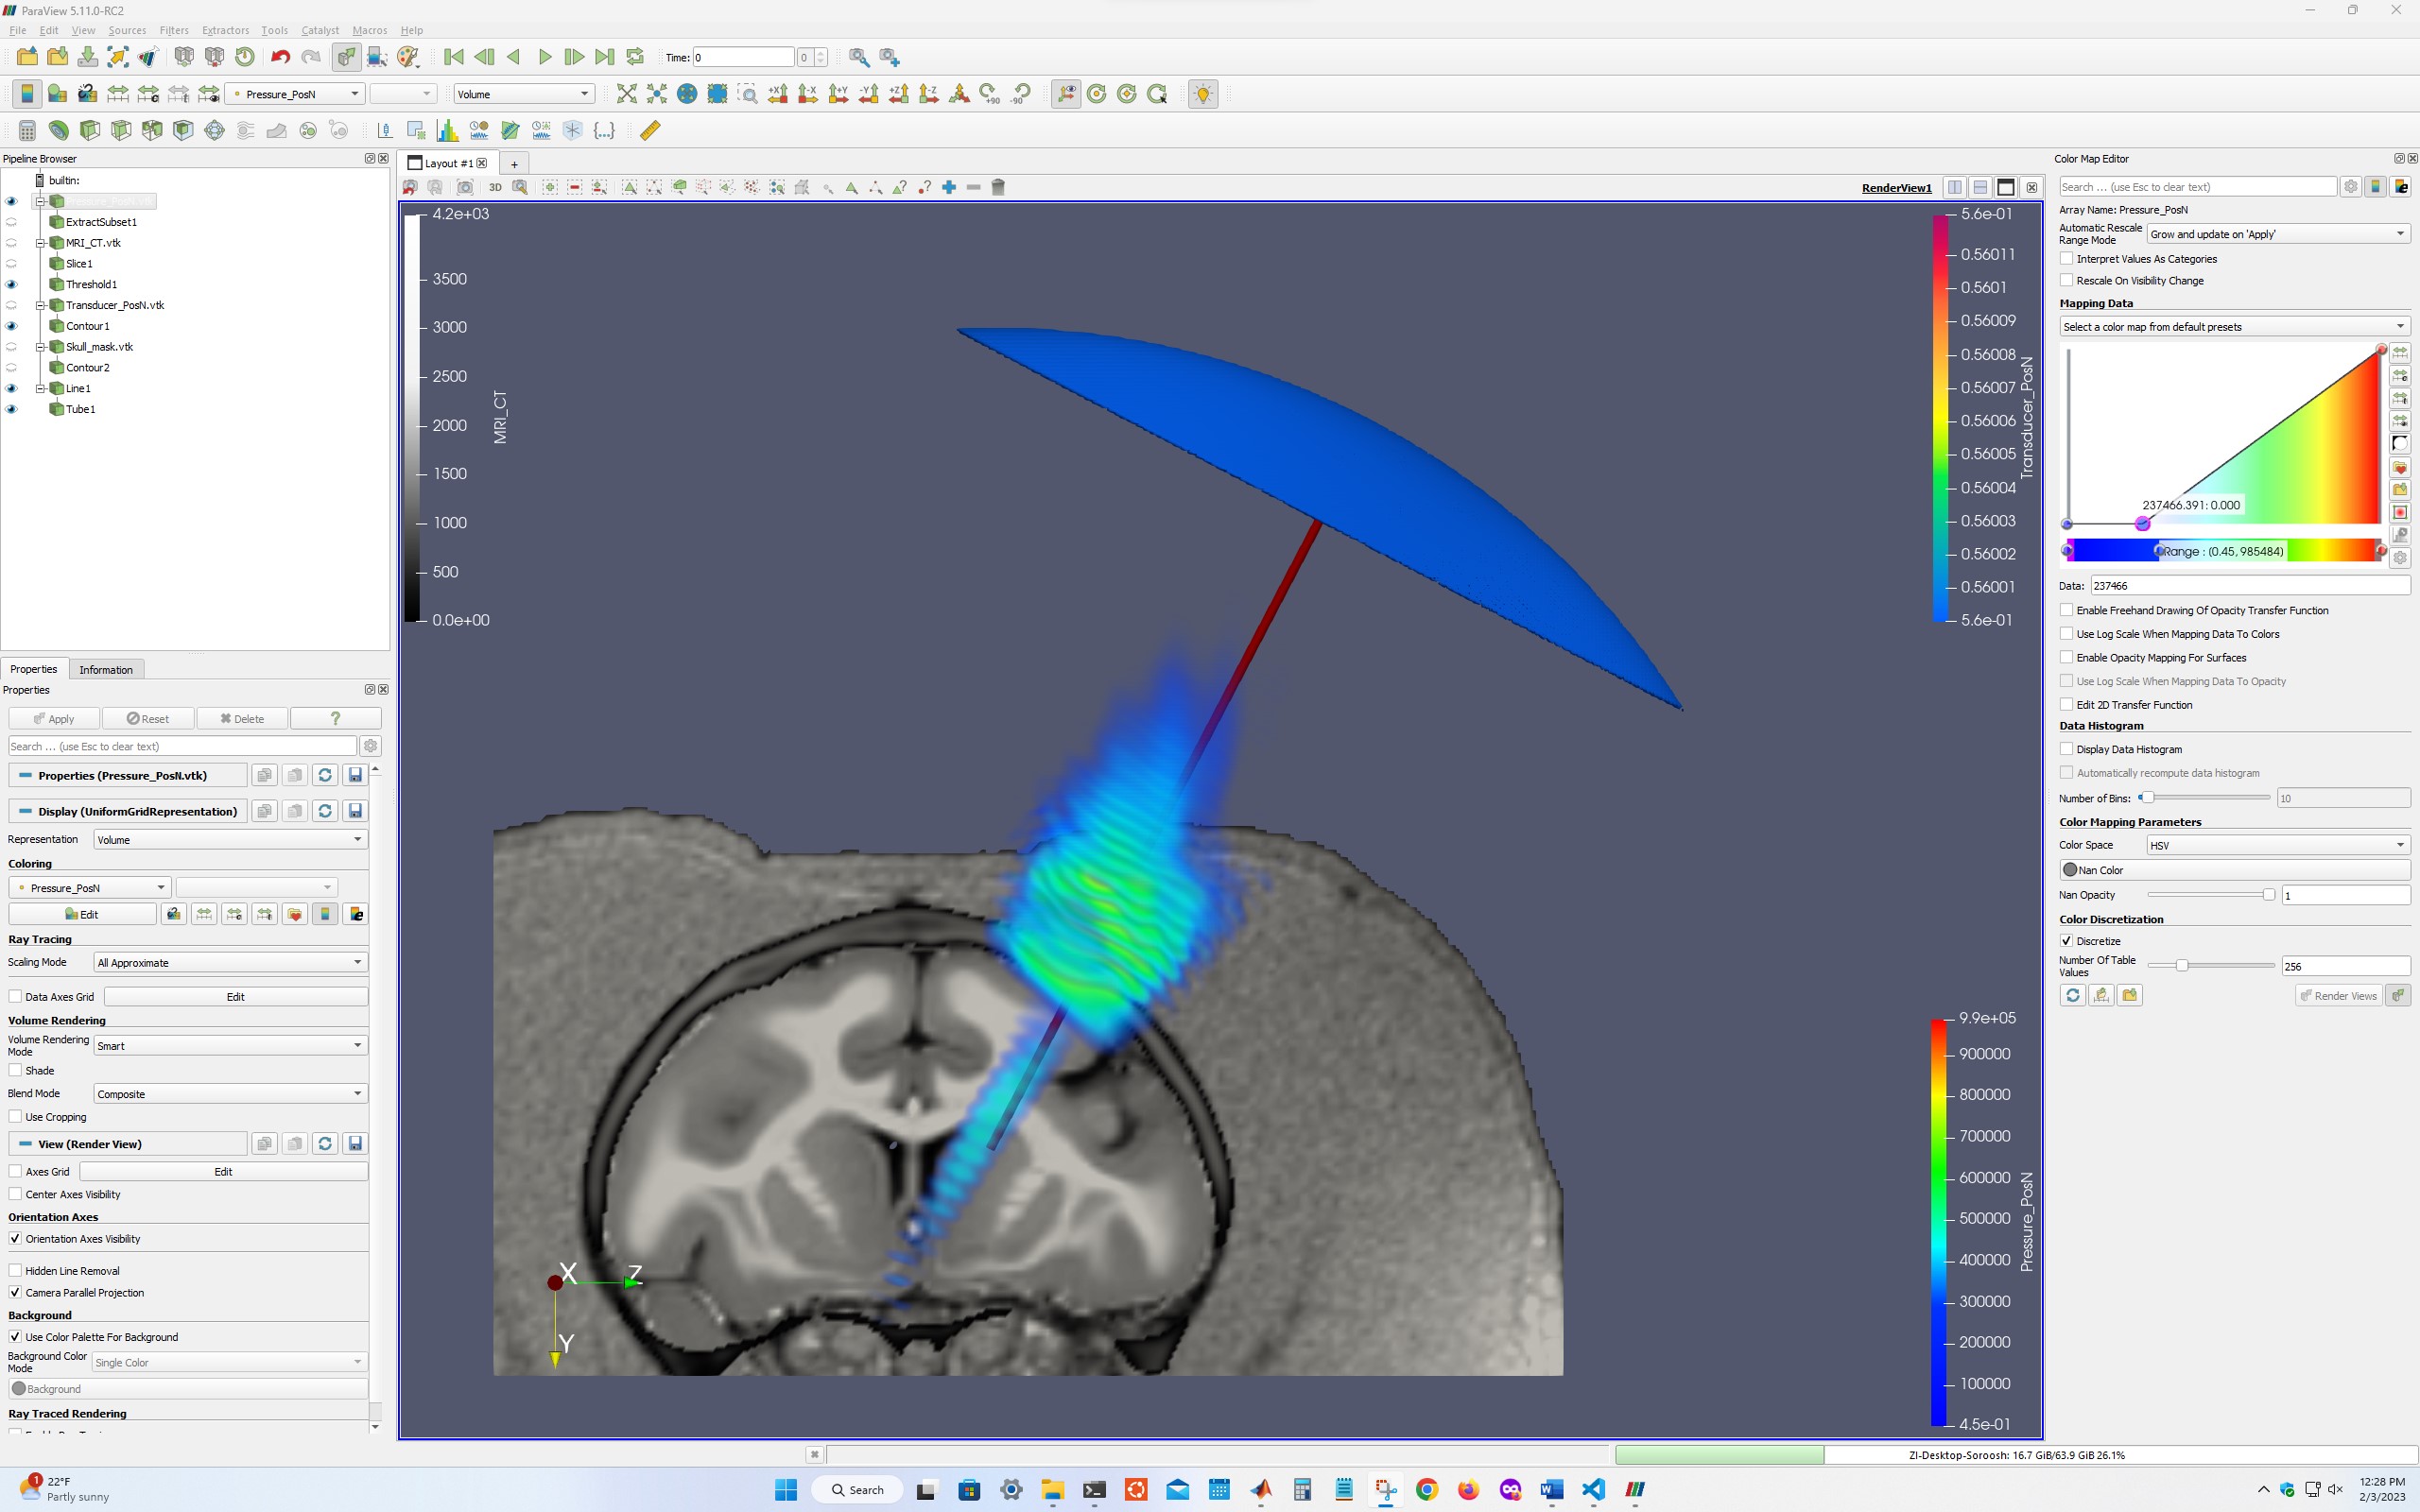 ParaView 5.11.0-RC2
File Edit View Sources Filters Extractors Tools Catalyst Macros Help
Time: 0 0
Pressure_PosN Volume
+X -X +Y -Y +Z -Z +90 -90
Pipeline Browser
builtin:
Pressure_PosN.vtk
ExtractSubset1
MRI_CT.vtk
Slice1
Threshold1
Transducer_PosN.vtk
Contour1
Skull_mask.vtk
Contour2
Line1
Tube1
Properties Information
Properties
Apply Reset Delete ?
Search ... (use Esc to clear text)
Properties (Pressure_PosN.vtk)
Display (UniformGridRepresentation)
Representation Volume
Coloring
Pressure_PosN
Edit
Ray Tracing
Scaling Mode All Approximate
Data Axes Grid Edit
Volume Rendering
Volume Rendering Mode Smart
Shade
Blend Mode Composite
Use Cropping
View (Render View)
Axes Grid Edit
Center Axes Visibility
Orientation Axes
Orientation Axes Visibility
Hidden Line Removal
Camera Parallel Projection
Background
Use Color Palette For Background
Background Color Mode Single Color
Background
Ray Traced Rendering
Layout #1 +
3D
RenderView1
4.2e+03
3500
3000
2500
2000
1500
1000
500
0.0e+00
MRI_CT
5.6e-01
0.56011
0.5601
0.56009
0.56008
0.56007
0.56006
0.56005
0.56004
0.56003
0.56002
0.56001
5.6e-01
Transducer_PosN
9.9e+05
900000
800000
700000
600000
500000
400000
300000
200000
100000
4.5e-01
Pressure_PosN
X Z
Y
Color Map Editor
Search ... (use Esc to clear text)
Array Name: Pressure_PosN
Automatic Rescale Range Mode Grow and update on 'Apply'
Interpret Values As Categories
Rescale On Visibility Change
Mapping Data
Select a color map from default presets
237466.391: 0.000
Range : (0.45, 985484)
Data: 237466
Enable Freehand Drawing Of Opacity Transfer Function
Use Log Scale When Mapping Data To Colors
Enable Opacity Mapping For Surfaces
Use Log Scale When Mapping Data To Opacity
Edit 2D Transfer Function
Data Histogram
Display Data Histogram
Automatically recompute data histogram
Number of Bins: 10
Color Mapping Parameters
Color Space HSV
Nan Color
Nan Opacity 1
Color Discretization
Discretize
Number Of Table Values 256
Render Views
ZI-Desktop-Soroosh: 16.7 GiB/63.9 GiB 26.1%
1
22°F
Partly sunny
Search
12:28 PM
2/3/2023